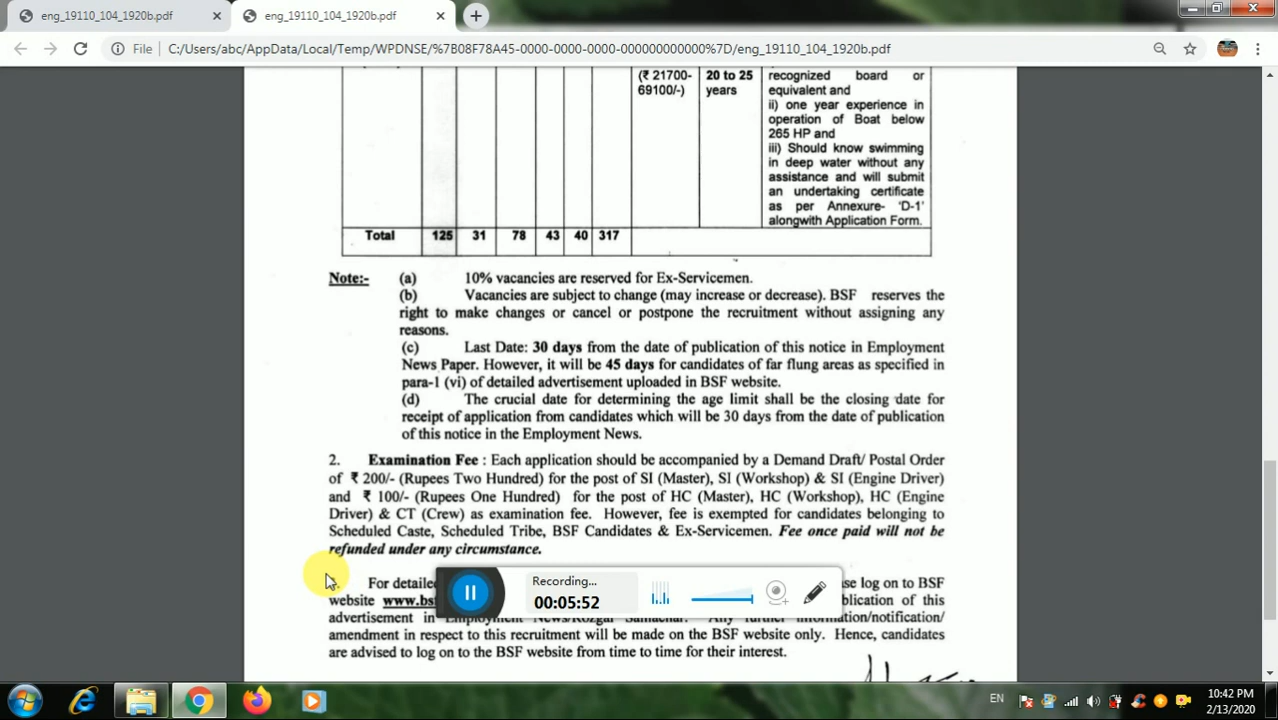 eng_19110_104_1920b.pdf
eng_19110_104_1920b.pdf
File
C:/Users/abc/AppData/Local/Temp/WPDNSE/%7B08F78A45-0000-0000-0000-000000000000%7D/eng_19110_104_1920b.pdf
(₹ 21700-
69100/-)
20 to 25
years
recognized board or
equivalent and
ii) one year experience in
operation of Boat below
265 HP and
iii) Should know swimming
in deep water without any
assistance and will submit
an undertaking certificate
as per Annexure- 'D-1'
alongwith Application Form.
Total 125 31 78 43 40 317
Note:- (a) 10% vacancies are reserved for Ex-Servicemen.
(b) Vacancies are subject to change (may increase or decrease). BSF reserves the
right to make changes or cancel or postpone the recruitment without assigning any
reasons.
(c) Last Date: 30 days from the date of publication of this notice in Employment
News Paper. However, it will be 45 days for candidates of far flung areas as specified in
para-1 (vi) of detailed advertisement uploaded in BSF website.
(d) The crucial date for determining the age limit shall be the closing date for
receipt of application from candidates which will be 30 days from the date of publication
of this notice in the Employment News.
2. Examination Fee : Each application should be accompanied by a Demand Draft/ Postal Order
of ₹ 200/- (Rupees Two Hundred) for the post of SI (Master), SI (Workshop) & SI (Engine Driver)
and ₹ 100/- (Rupees One Hundred) for the post of HC (Master), HC (Workshop), HC (Engine
Driver) & CT (Crew) as examination fee. However, fee is exempted for candidates belonging to
Scheduled Caste, Scheduled Tribe, BSF Candidates & Ex-Servicemen. Fee once paid will not be
refunded under any circumstance.
For detaile se log on to BSF
website www.bs blication of this
advertisement in Employment News/Rozgar Samachar. Any further information/notification/
amendment in respect to this recruitment will be made on the BSF website only. Hence, candidates
are advised to log on to the BSF website from time to time for their interest.
Recording...
00:05:52
EN
10:42 PM
2/13/2020